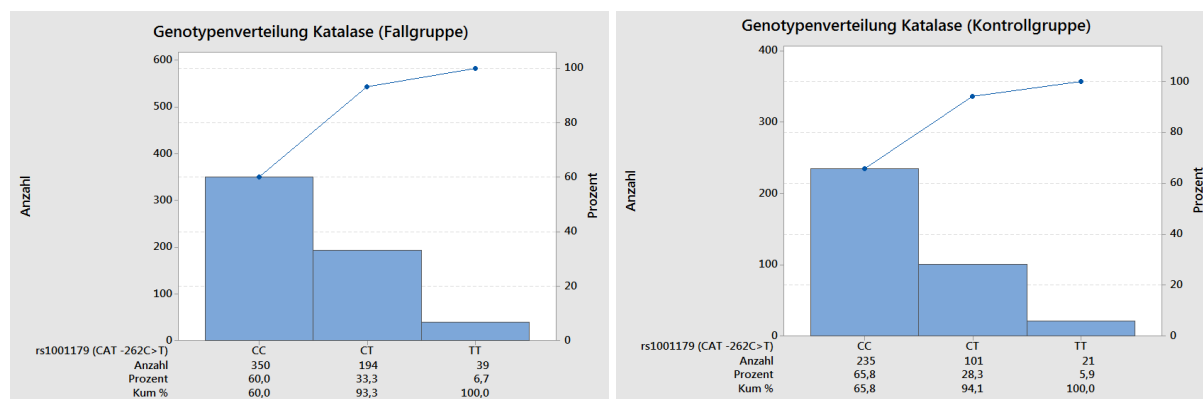 Genotypenverteilung Katalase (Fallgruppe)
600
500
400
300
200
100
0
Anzahl
100
80
60
40
20
0
Prozent
rs1001179 (CAT -262C>T) CC CT TT
Anzahl 350 194 39
Prozent 60,0 33,3 6,7
Kum % 60,0 93,3 100,0
Genotypenverteilung Katalase (Kontrollgruppe)
400
300
200
100
0
Anzahl
100
80
60
40
20
0
Prozent
rs1001179 (CAT -262C>T) CC CT TT
Anzahl 235 101 21
Prozent 65,8 28,3 5,9
Kum % 65,8 94,1 100,0